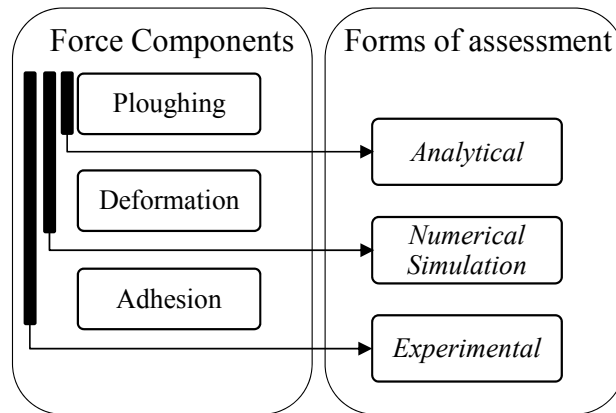 Force Components
Ploughing
Deformation
Adhesion
Forms of assessment
Analytical
Numerical
Simulation
Experimental